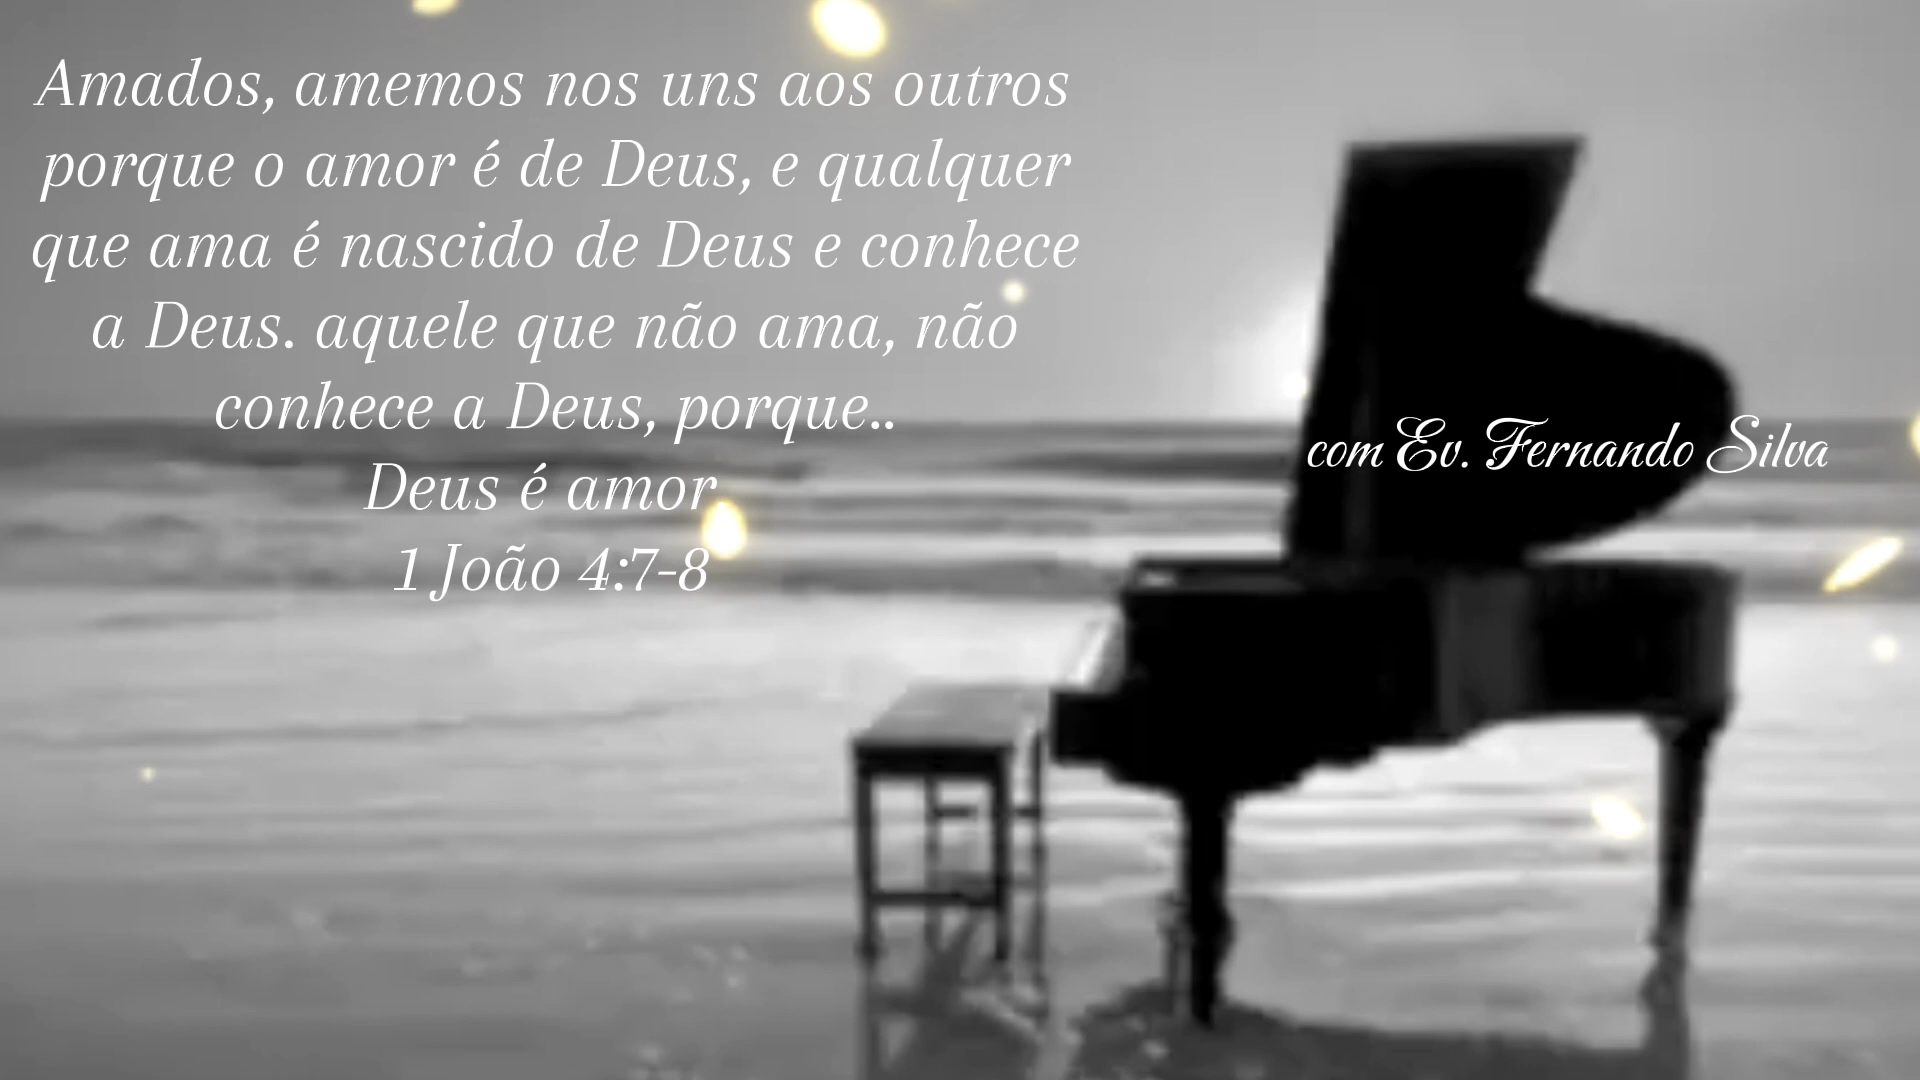 Amados, amemos nos uns aos outros
porque o amor é de Deus, e qualquer
que ama é nascido de Deus e conhece
a Deus. aquele que não ama, não
conhece a Deus, porque..
Deus é amor
1 João 4:7-8
com Ev. Fernando Silva